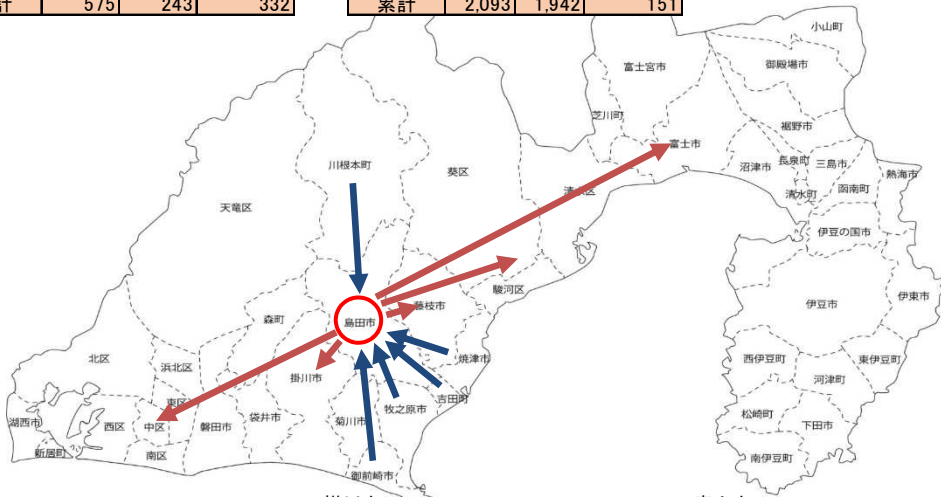 計 575 243 332
累計 2,093 1,942 151
小山町
御殿場市
富士宮市
芝川町
裾野市
富士市
川根本町
葵区
沼津市
長泉町
三島市
熱海市
清水区
清水町
函南町
天竜区
伊豆の国市
駿河区
伊豆市
伊東市
藤枝市
森町
島田市
北区
浜北区
焼津市
西伊豆町
東伊豆町
掛川市
河津町
吉田町
東区
牧之原市
松崎町
湖西市
西区
中区
磐田市
袋井市
菊川市
下田市
新居町
南区
南伊豆町
御前崎市